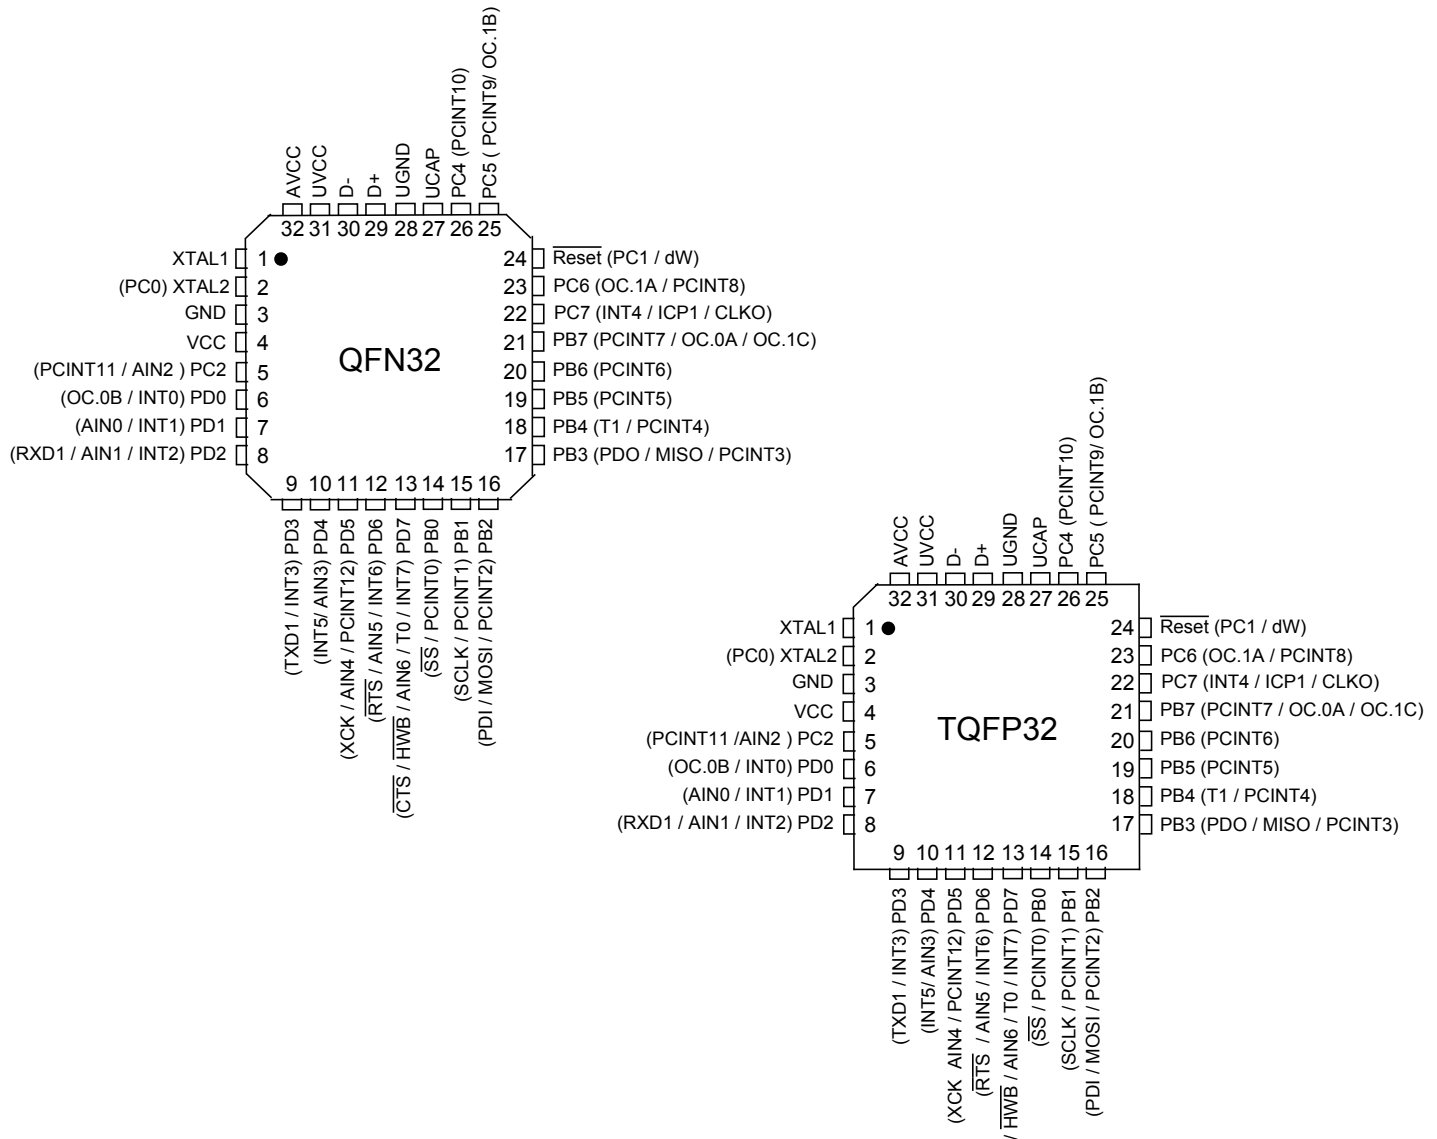 AVCC
UVCC
D-
D+
UGND
UCAP
PC4 (PCINT10)
PC5 ( PCINT9/ OC.1B)
32 31 30 29 28 27 26 25
XTAL1 1
(PC0) XTAL2 2
GND 3
VCC 4
(PCINT11 / AIN2 ) PC2 5
(OC.0B / INT0) PD0 6
(AIN0 / INT1) PD1 7
(RXD1 / AIN1 / INT2) PD2 8
QFN32
24 Reset (PC1 / dW)
23 PC6 (OC.1A / PCINT8)
22 PC7 (INT4 / ICP1 / CLKO)
21 PB7 (PCINT7 / OC.0A / OC.1C)
20 PB6 (PCINT6)
19 PB5 (PCINT5)
18 PB4 (T1 / PCINT4)
17 PB3 (PDO / MISO / PCINT3)
9 10 11 12 13 14 15 16
(TXD1 / INT3) PD3
(INT5/ AIN3) PD4
(XCK / AIN4 / PCINT12) PD5
(RTS / AIN5 / INT6) PD6
(CTS / HWB / AIN6 / T0 / INT7) PD7
(SS / PCINT0) PB0
(SCLK / PCINT1) PB1
(PDI / MOSI / PCINT2) PB2
AVCC
UVCC
D-
D+
UGND
UCAP
PC4 (PCINT10)
PC5 ( PCINT9/ OC.1B)
32 31 30 29 28 27 26 25
XTAL1 1
(PC0) XTAL2 2
GND 3
VCC 4
(PCINT11 /AIN2 ) PC2 5
(OC.0B / INT0) PD0 6
(AIN0 / INT1) PD1 7
(RXD1 / AIN1 / INT2) PD2 8
TQFP32
24 Reset (PC1 / dW)
23 PC6 (OC.1A / PCINT8)
22 PC7 (INT4 / ICP1 / CLKO)
21 PB7 (PCINT7 / OC.0A / OC.1C)
20 PB6 (PCINT6)
19 PB5 (PCINT5)
18 PB4 (T1 / PCINT4)
17 PB3 (PDO / MISO / PCINT3)
9 10 11 12 13 14 15 16
(TXD1 / INT3) PD3
(INT5/ AIN3) PD4
(XCK AIN4 / PCINT12) PD5
(RTS / AIN5 / INT6) PD6
/ HWB / AIN6 / T0 / INT7) PD7
(SS / PCINT0) PB0
(SCLK / PCINT1) PB1
(PDI / MOSI / PCINT2) PB2